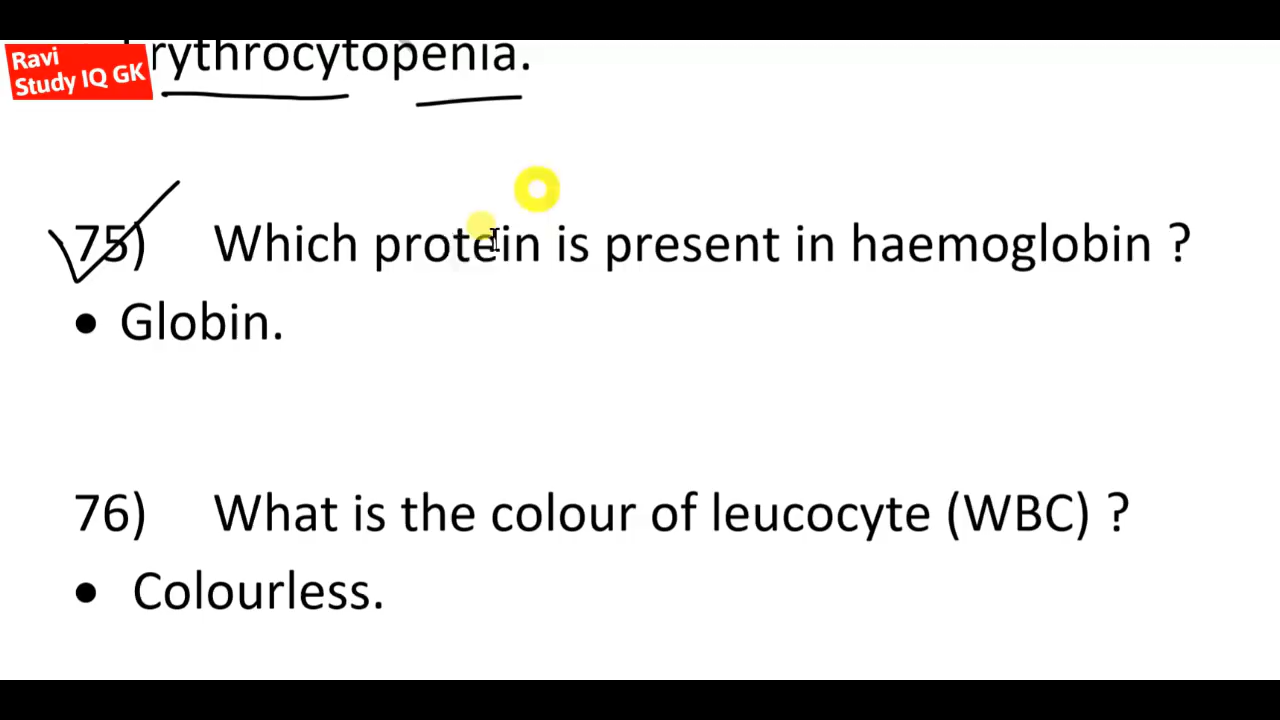 Ravi
Study IQ GK
Erythrocytopenia.
75) Which protein is present in haemoglobin ?
• Globin.
76) What is the colour of leucocyte (WBC) ?
• Colourless.